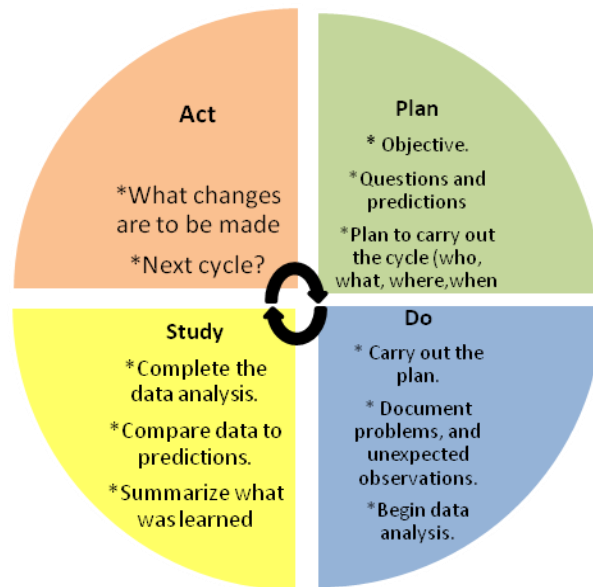 Act
*What changes
are to be made
*Next cycle?
Plan
* Objective.
*Questions and
predictions
*Plan to carry out
the cycle (who,
what, where,when
Study
*Complete the
data analysis.
*Compare data to
predictions.
*Summarize what
was learned
Do
* Carry out the
plan.
*Document
problems, and
unexpected
observations.
*Begin data
analysis.